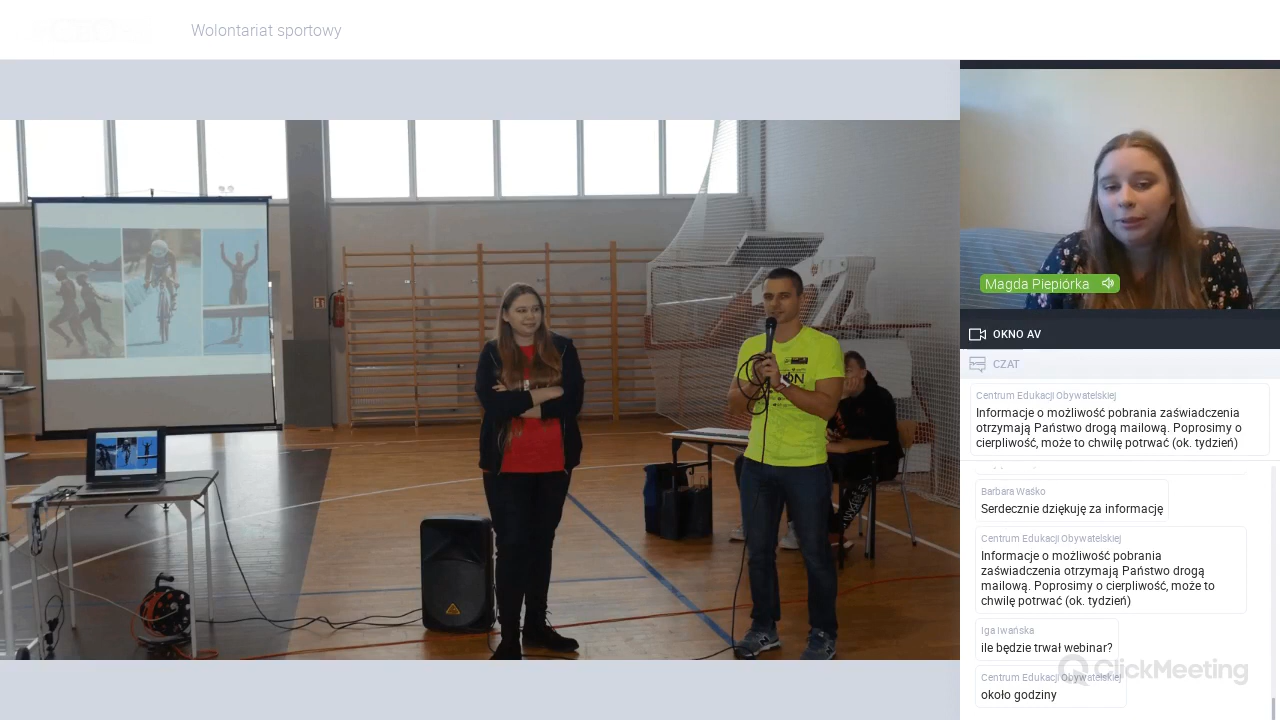 Wolontariat sportowy
Magda Piepiórka
OKNO AV
CZAT
Centrum Edukacji Obywatelskiej
Informacje o możliwość pobrania zaświadczenia
otrzymają Państwo drogą mailową. Poprosimy o
cierpliwość, może to chwilę potrwać (ok. tydzień)
Barbara Waśko
Serdecznie dziękuję za informację
Centrum Edukacji Obywatelskiej
Informacje o możliwość pobrania
zaświadczenia otrzymają Państwo drogą
mailową. Poprosimy o cierpliwość, może to
chwilę potrwać (ok. tydzień)
Iga Iwańska
ile będzie trwał webinar?
Centrum Edukacji Obywatelskiej
około godziny
ClickMeeting